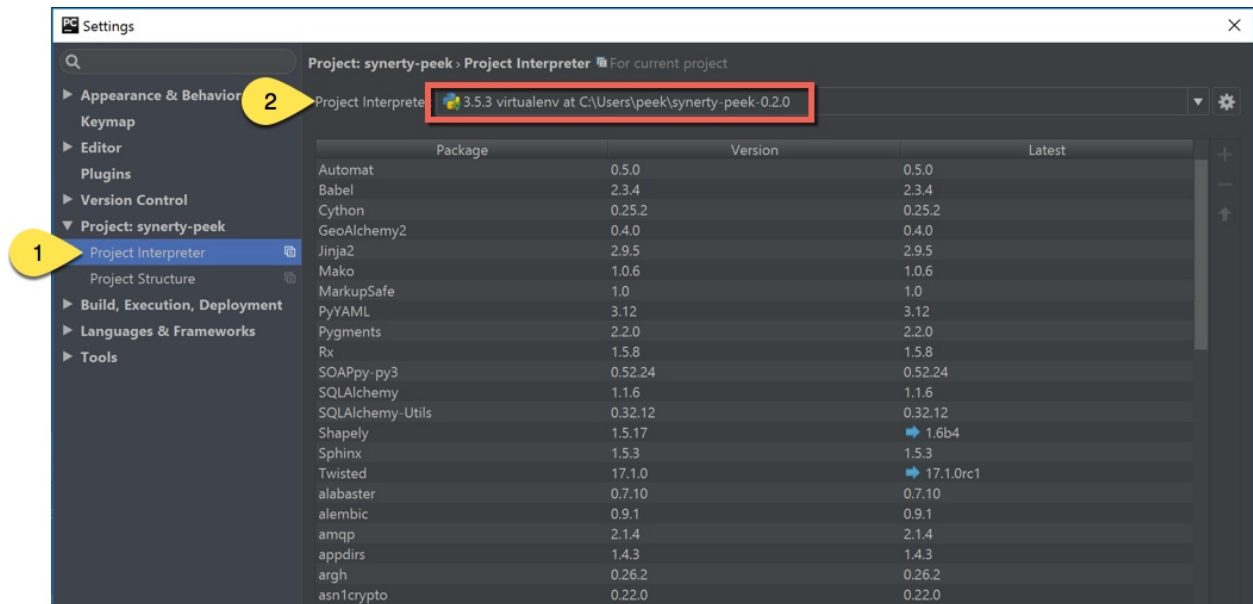 PC Settings
Project: synerty-peek › Project Interpreter For current project
Appearance & Behavior
2
Project Interpreter 3.5.3 virtualenv at C:\Users\peek\synerty-peek-0.2.0
Keymap
Editor
Plugins
Version Control
Project: synerty-peek
1
Project Interpreter
Project Structure
Build, Execution, Deployment
Languages & Frameworks
Tools
Package Version Latest
Automat 0.5.0 0.5.0
Babel 2.3.4 2.3.4
Cython 0.25.2 0.25.2
GeoAlchemy2 0.4.0 0.4.0
Jinja2 2.9.5 2.9.5
Mako 1.0.6 1.0.6
MarkupSafe 1.0 1.0
PyYAML 3.12 3.12
Pygments 2.2.0 2.2.0
Rx 1.5.8 1.5.8
SOAPpy-py3 0.52.24 0.52.24
SQLAlchemy 1.1.6 1.1.6
SQLAlchemy-Utils 0.32.12 0.32.12
Shapely 1.5.17 1.6b4
Sphinx 1.5.3 1.5.3
Twisted 17.1.0 17.1.0rc1
alabaster 0.7.10 0.7.10
alembic 0.9.1 0.9.1
amqp 2.1.4 2.1.4
appdirs 1.4.3 1.4.3
argh 0.26.2 0.26.2
asn1crypto 0.22.0 0.22.0